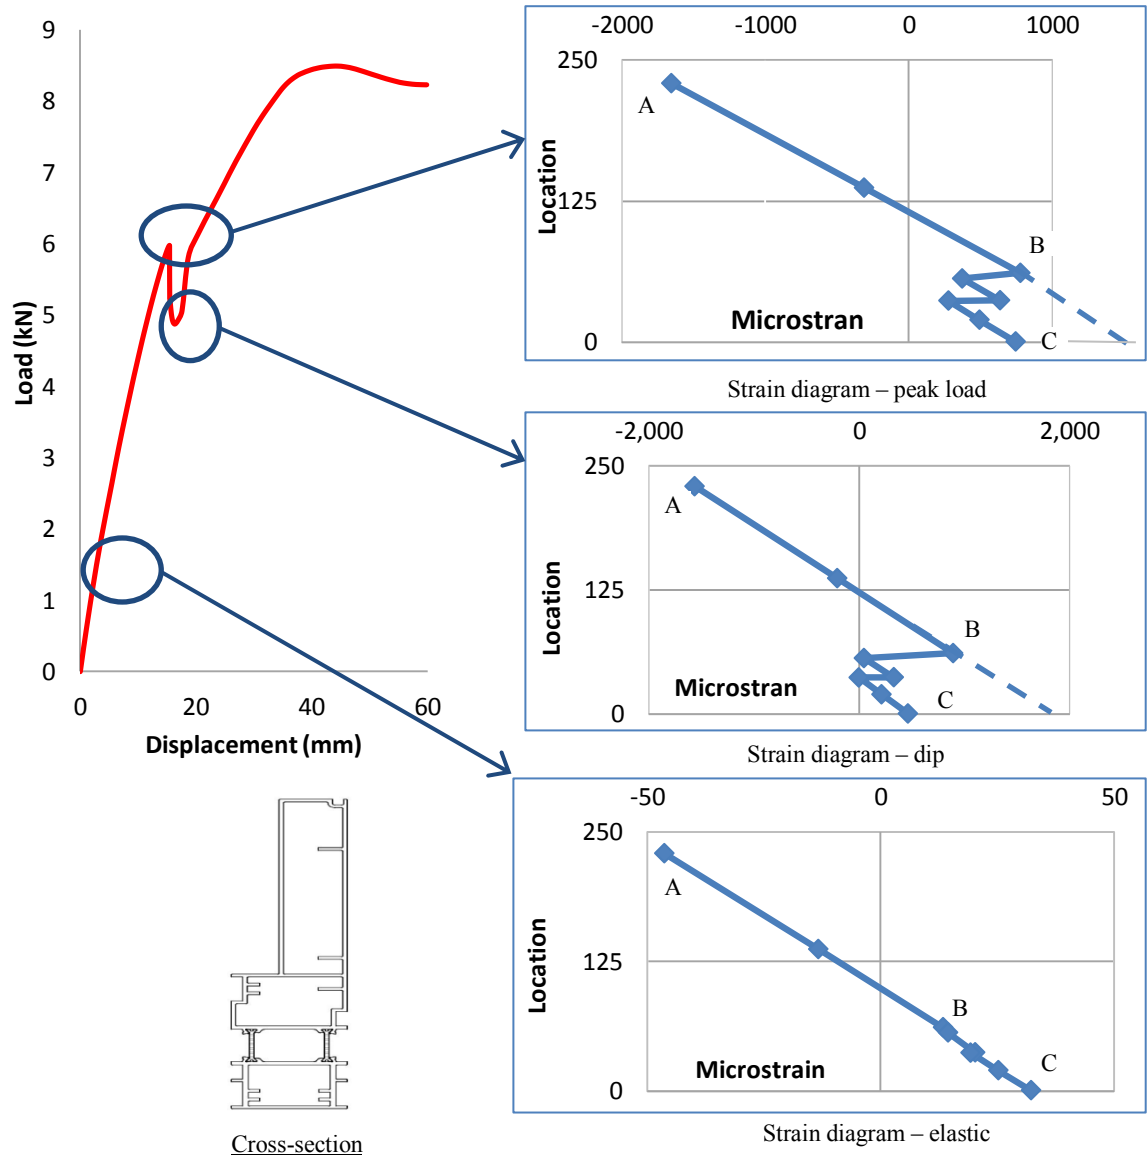 9
8
7
6
5
4
3
2
1
0
Load (kN)
0 20 40 60
Displacement (mm)
Cross-section
-2000 -1000 0 1000
250
125
0
Location
A
B
C
Microstran
Strain diagram – peak load
-2,000 0 2,000
250
125
0
Location
A
B
C
Microstran
Strain diagram – dip
-50 0 50
250
125
0
Location
A
B
C
Microstrain
Strain diagram – elastic